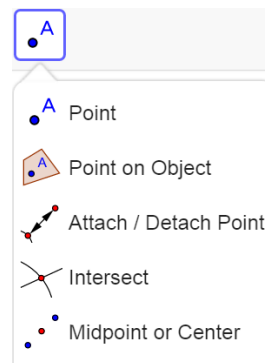 A
A Point
A Point on Object
Attach / Detach Point
Intersect
Midpoint or Center